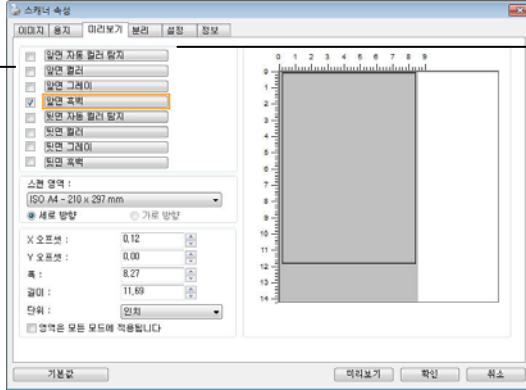 스캐너 속성
이미지 용지 미리보기 분리 설정 정보
앞면 자동 컬러 탐지
앞면 컬러
앞면 그레이
앞면 흑백
뒷면 자동 컬러 탐지
뒷면 컬러
뒷면 그레이
뒷면 흑백
스캔 영역 :
ISO A4 - 210 x 297 mm
세로 방향 가로 방향
X 오프셋 : 0,12
Y 오프셋 : 0,00
폭 : 8,27
길이 : 11,69
단위 : 인치
영역은 모든 모드에 적용됩니다
0 1 2 3 4 5 6 7 8 9
0
1
2
3
4
5
6
7
8
9
10
11
12
13
14
기본값 미리보기 확인 취소